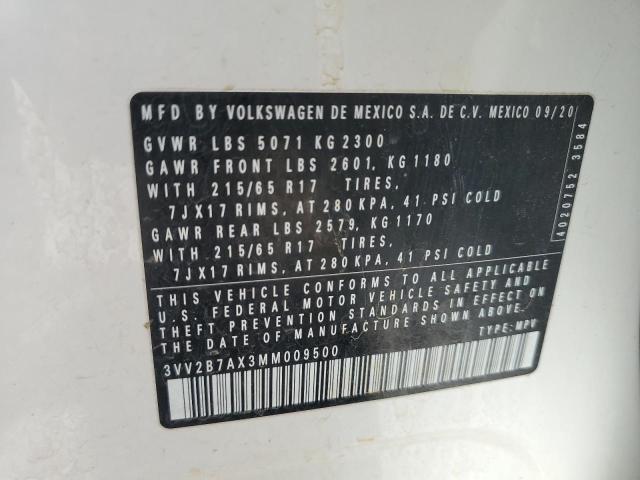 MFD BY VOLKSWAGEN DE MEXICO S.A. DE C.V. MEXICO 09/20
GVWR LBS 5071 KG 2300
GAWR FRONT LBS 2601, KG 1180
WITH 215/65 R17 TIRES,
7JX17 RIMS, AT 280 KPA, 41 PSI COLD
GAWR REAR LBS 2579, KG 1170
WITH 215/65 R17 TIRES,
7JX17 RIMS, AT 280 KPA, 41 PSI COLD
THIS VEHICLE CONFORMS TO ALL APPLICABLE
U.S. FEDERAL MOTOR VEHICLE SAFETY AND
THEFT PREVENTION STANDARDS IN EFFECT ON
THE DATE OF MANUFACTURE SHOWN ABOVE.
3VV2B7AX3MM009500 TYPE: MPV
4020752 3584